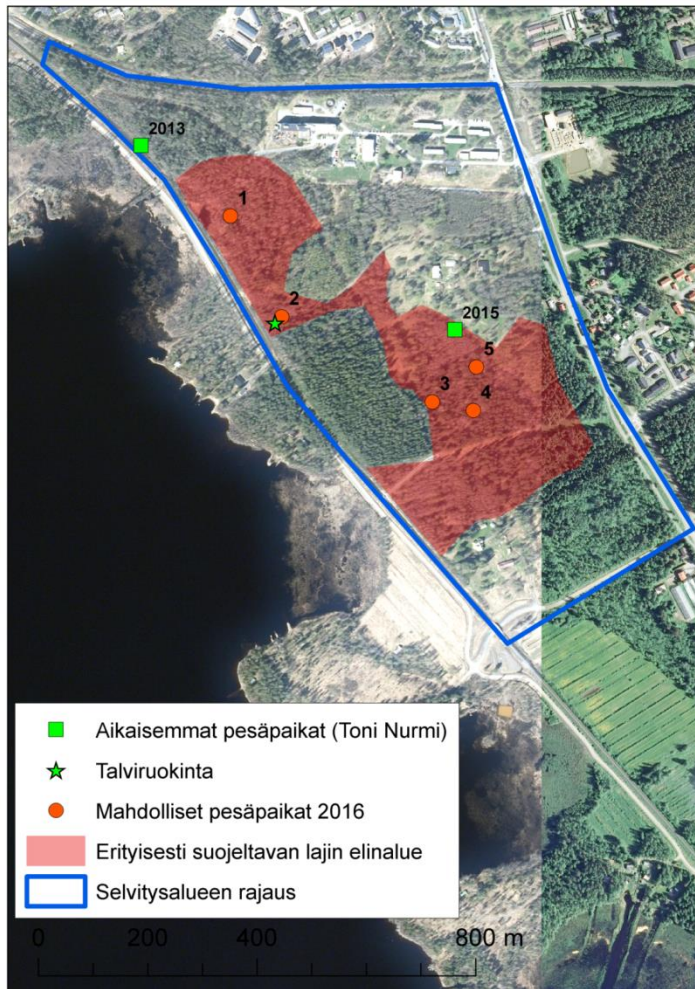 2013
1
2
2015
5
3
4
Aikaisemmat pesäpaikat (Toni Nurmi)
Talviruokinta
Mahdolliset pesäpaikat 2016
Erityisesti suojeltavan lajin elinalue
Selvitysalueen rajaus
0 200 400 800 m